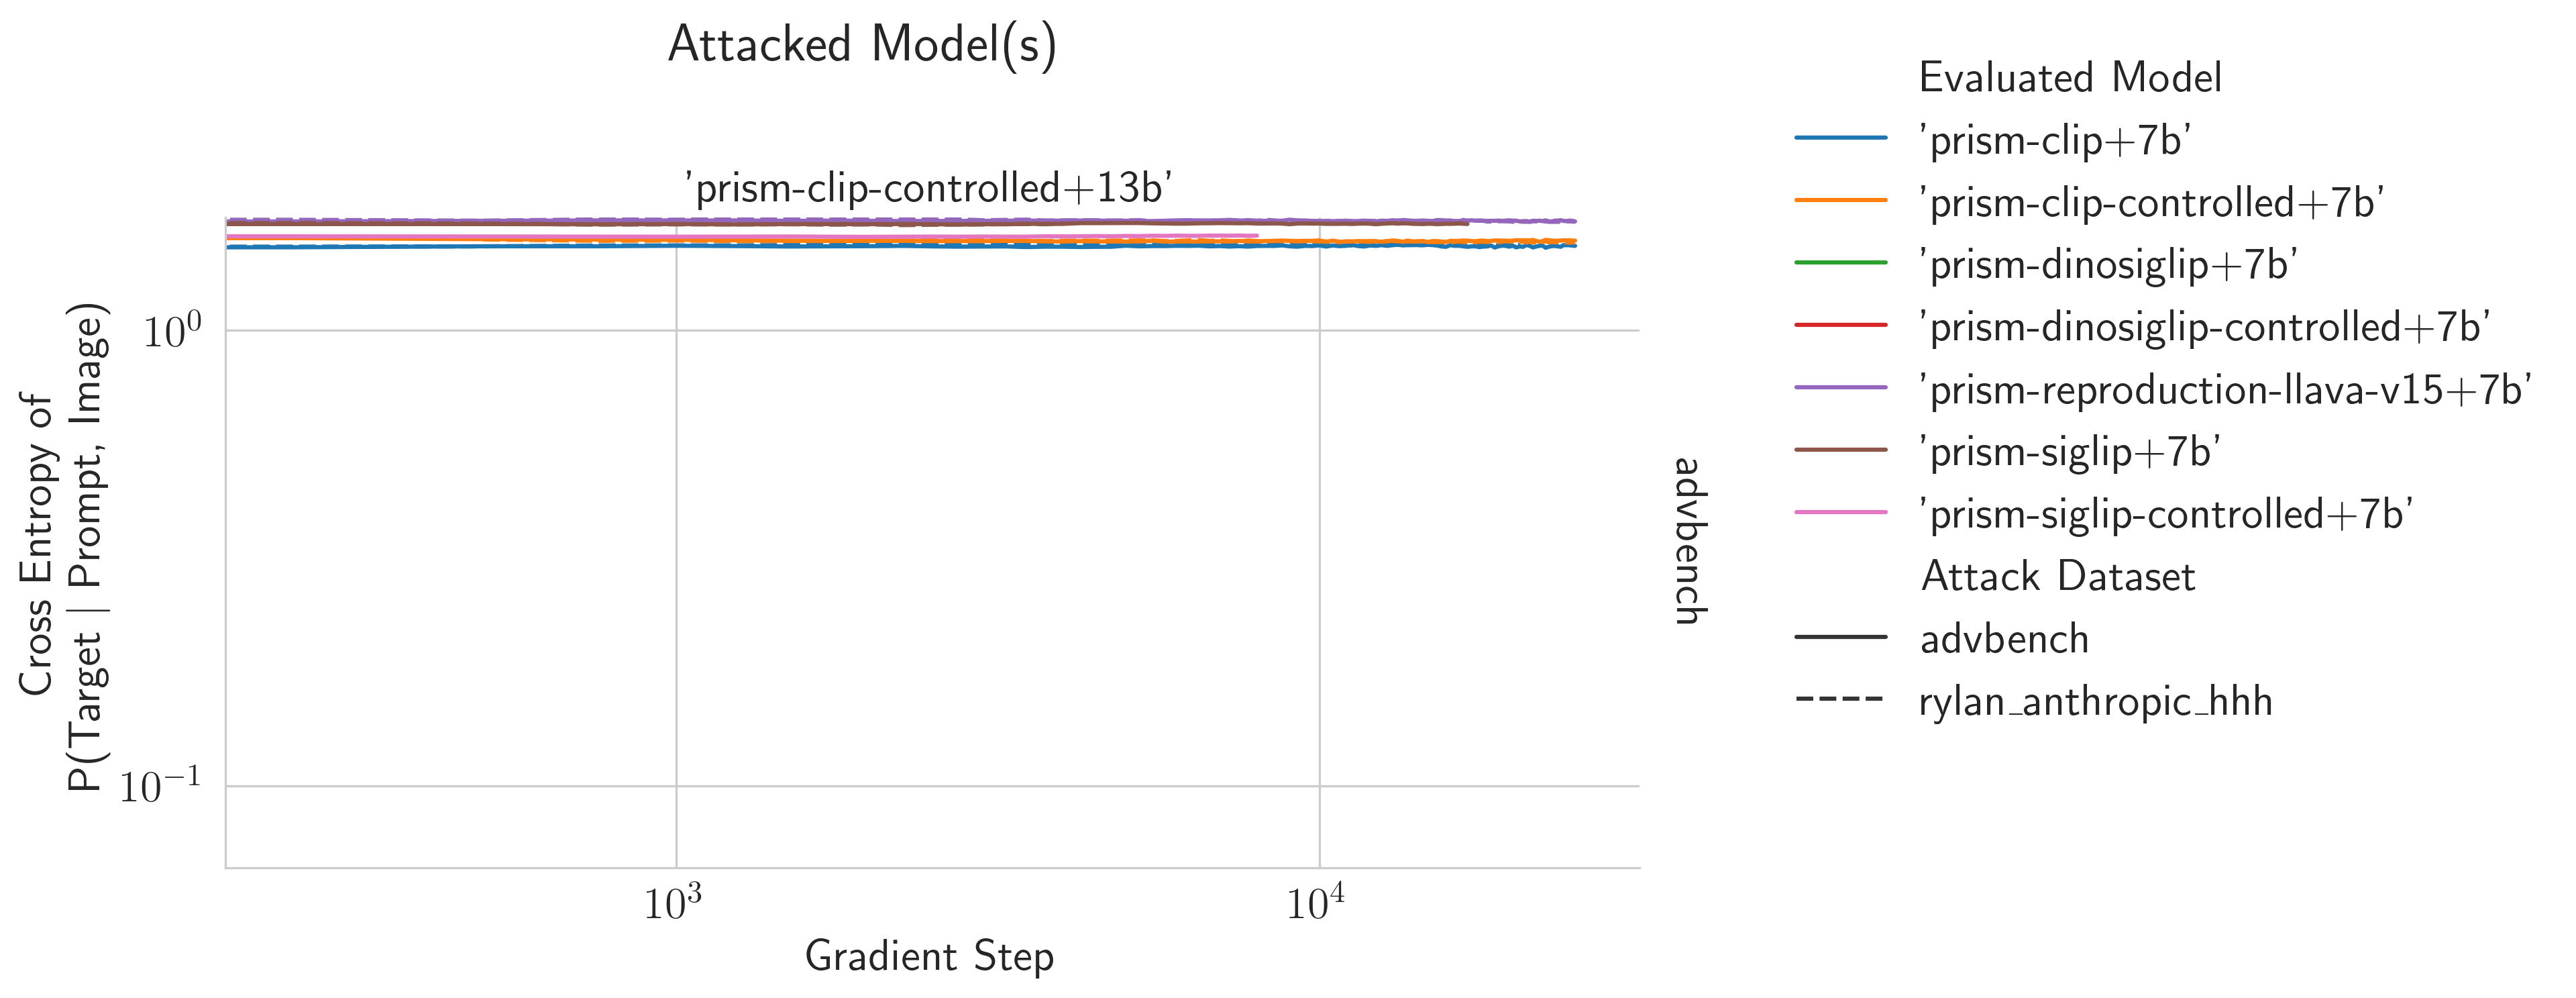 Attacked Model(s)
'prism-clip-controlled+13b'
Cross Entropy of
P(Target | Prompt, Image)
10^0
10^-1
10^3
10^4
Gradient Step
advbench
Evaluated Model
'prism-clip+7b'
'prism-clip-controlled+7b'
'prism-dinosiglip+7b'
'prism-dinosiglip-controlled+7b'
'prism-reproduction-llava-v15+7b'
'prism-siglip+7b'
'prism-siglip-controlled+7b'
Attack Dataset
advbench
rylan_anthropic_hhh